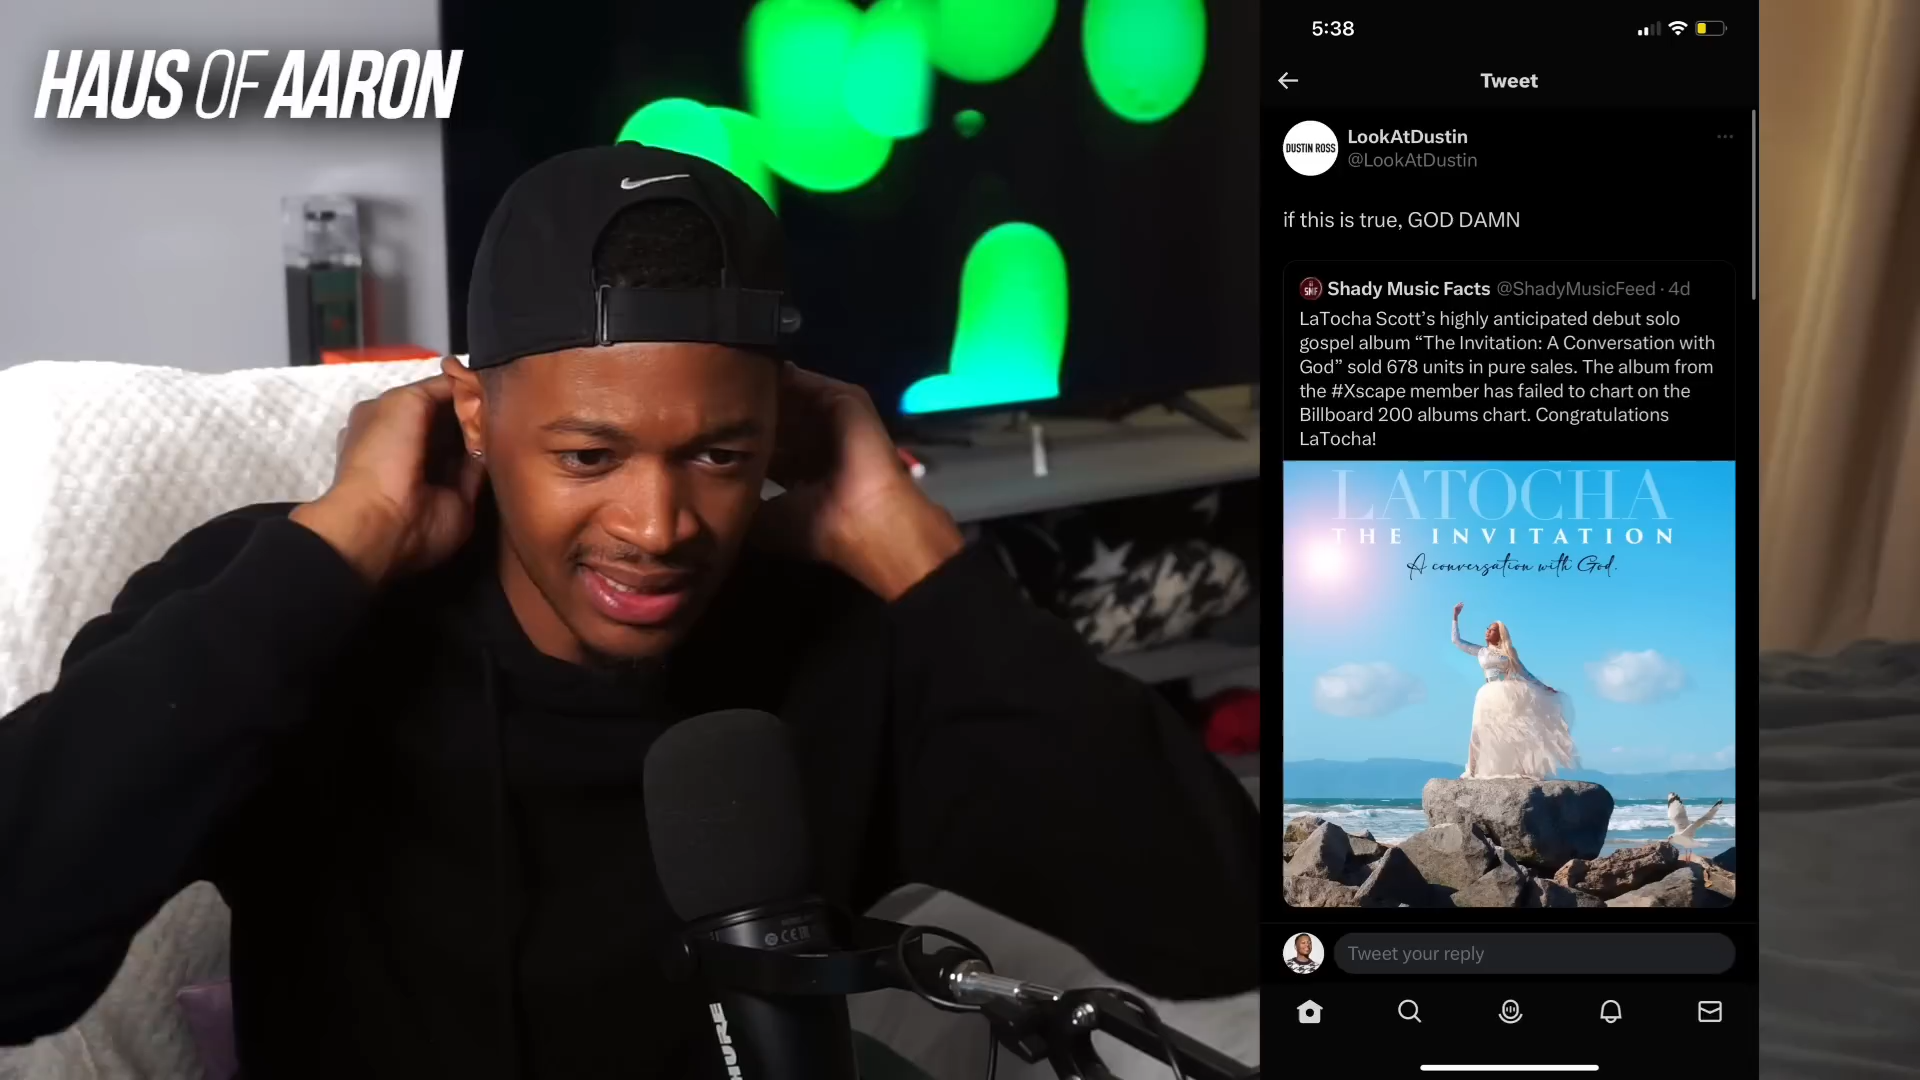 HAUS OF AARON
5:38
Tweet
DUSTIN ROSS
LookAtDustin
@LookAtDustin
if this is true, GOD DAMN
SMF
Shady Music Facts @ShadyMusicFeed · 4d
LaTocha Scott’s highly anticipated debut solo
gospel album “The Invitation: A Conversation with
God” sold 678 units in pure sales. The album from
the #Xscape member has failed to chart on the
Billboard 200 albums chart. Congratulations
LaTocha!
LATOCHA
THE INVITATION
A conversation with God.
Tweet your reply
SHURE